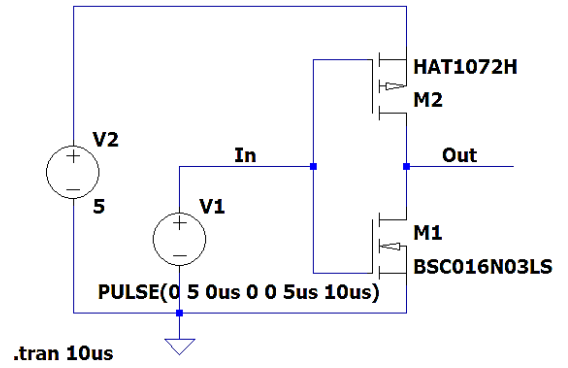 HAT1072H
M2
V2
In
Out
5
V1
M1
BSC016N03LS
PULSE(0 5 0us 0 0 5us 10us)
.tran 10us